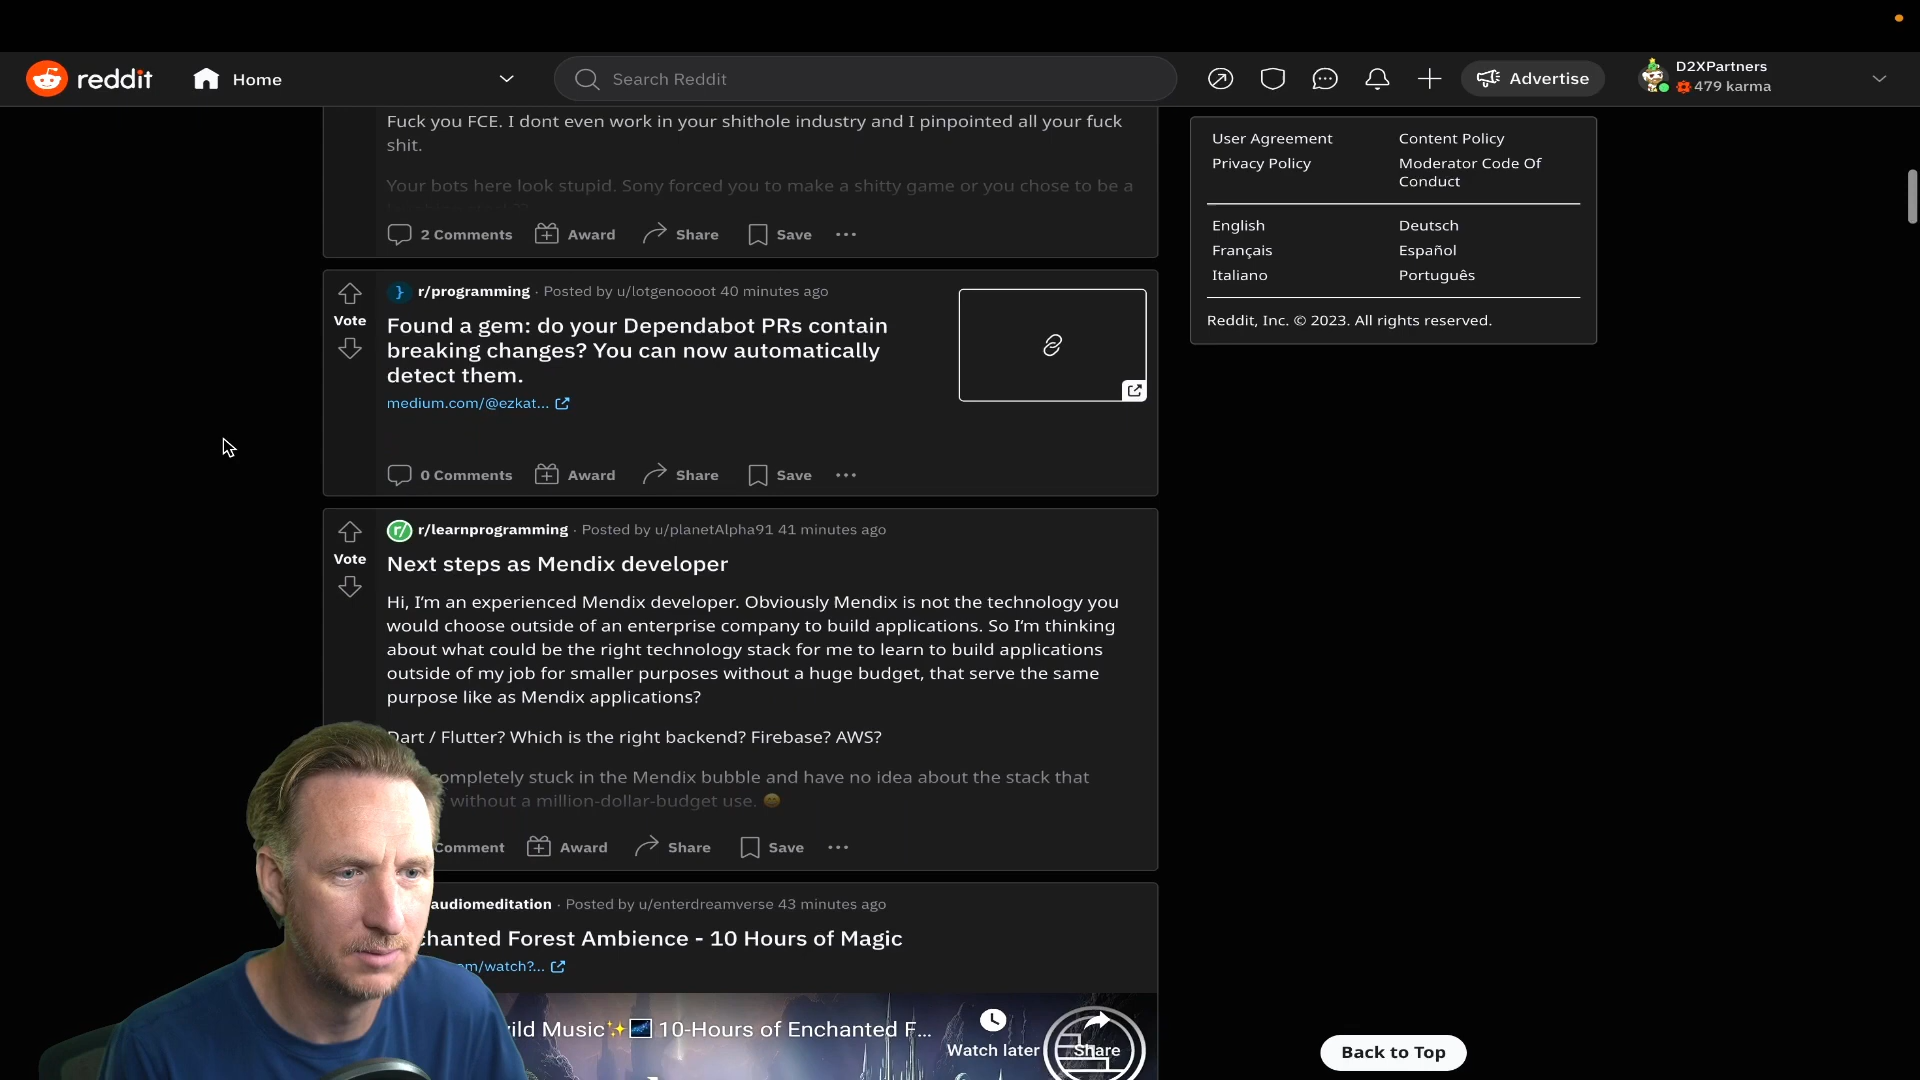 reddit
Home
Search Reddit
Advertise
D2XPartners
479 karma
Fuck you FCE. I dont even work in your shithole industry and I pinpointed all your fuck
shit.
Your bots here look stupid. Sony forced you to make a shitty game or you chose to be a
2 Comments
Award
Share
Save
r/programming · Posted by u/lotgenoooot 40 minutes ago
Vote
Found a gem: do your Dependabot PRs contain
breaking changes? You can now automatically
detect them.
medium.com/@ezkat...
0 Comments
Award
Share
Save
r/
r/learnprogramming · Posted by u/planetAlpha91 41 minutes ago
Vote
Next steps as Mendix developer
Hi, I’m an experienced Mendix developer. Obviously Mendix is not the technology you
would choose outside of an enterprise company to build applications. So I’m thinking
about what could be the right technology stack for me to learn to build applications
outside of my job for smaller purposes without a huge budget, that serve the same
purpose like as Mendix applications?
Dart / Flutter? Which is the right backend? Firebase? AWS?
completely stuck in the Mendix bubble and have no idea about the stack that
without a million-dollar-budget use. 😄
Comment
Award
Share
Save
audiomeditation · Posted by u/enterdreamverse 43 minutes ago
chanted Forest Ambience - 10 Hours of Magic
om/watch?...
ild Music✨🌌 10-Hours of Enchanted F...
Watch later
Share
User Agreement
Content Policy
Privacy Policy
Moderator Code Of
Conduct
English
Deutsch
Français
Español
Italiano
Português
Reddit, Inc. © 2023. All rights reserved.
Back to Top